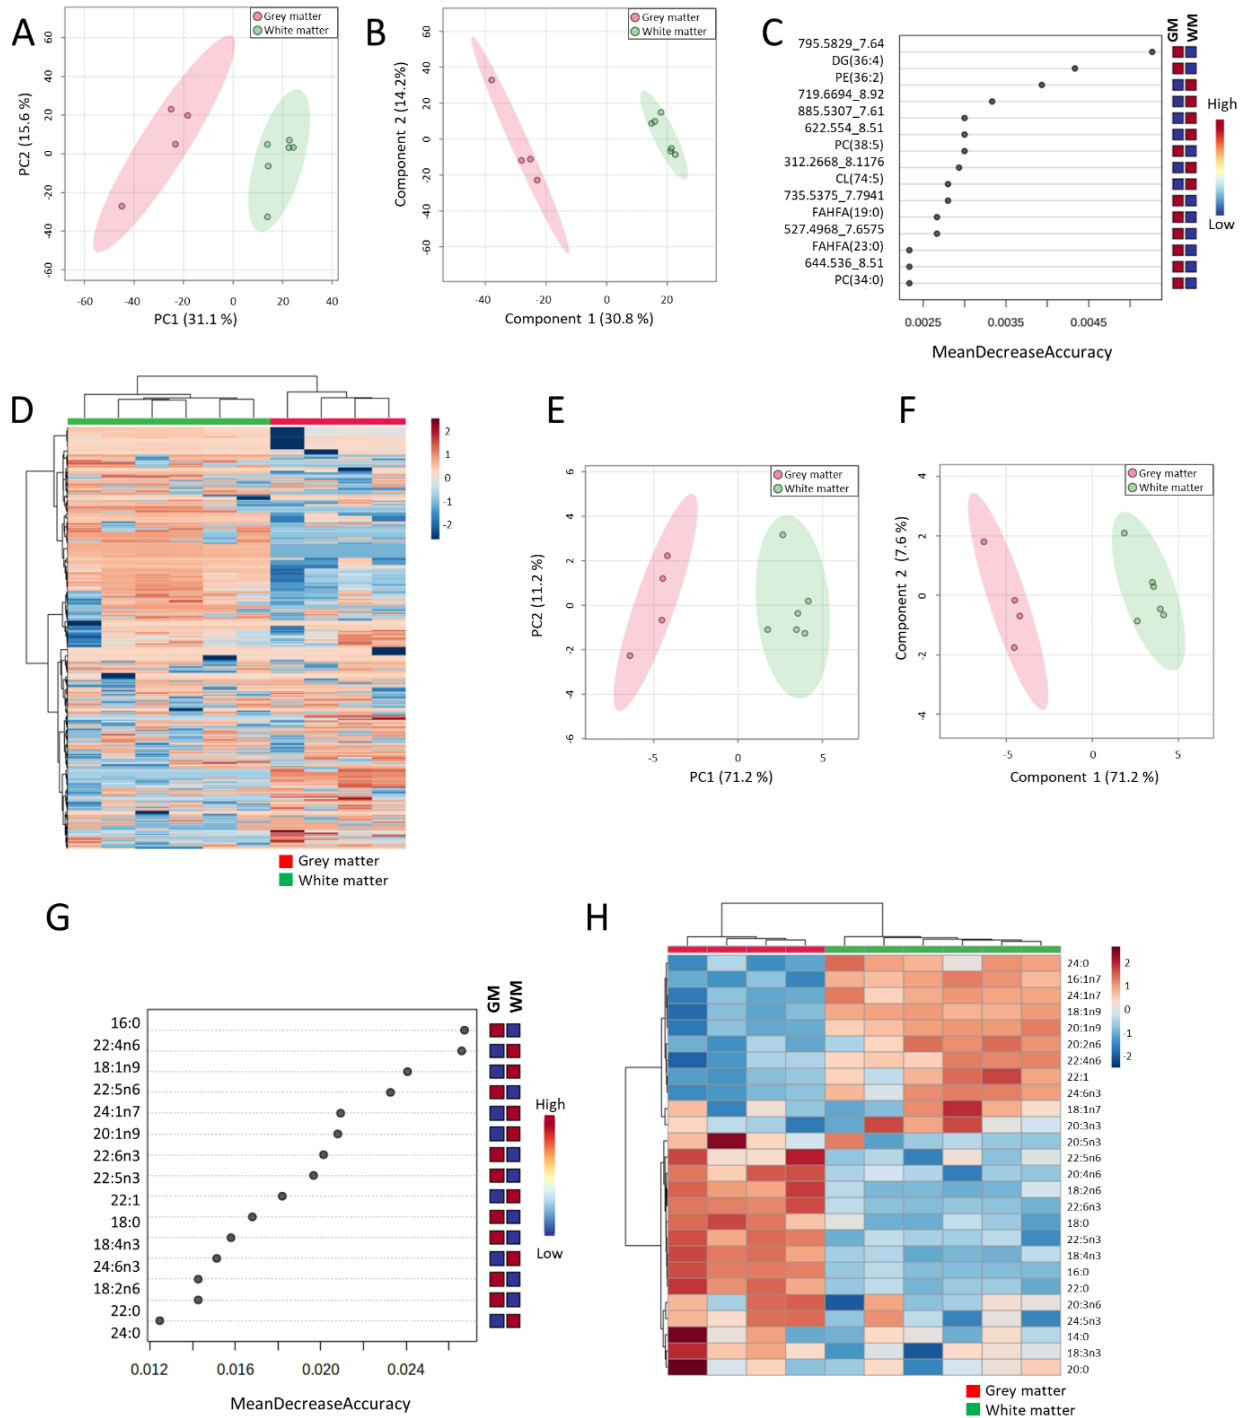 A
Grey matter
White matter
60
40
20
0
-20
-40
-60
PC2 (15.6 %)
-60
-40
-20
0
20
40
PC1 (31.1 %)
B
Grey matter
White matter
60
40
20
0
-20
-40
-60
Component 2 (14.2%)
-40
-20
0
20
Component 1 (30.8 %)
C
GM
WM
795.5829_7.64
DG(36:4)
PE(36:2)
719.6694_8.92
885.5307_7.61
622.554_8.51
PC(38:5)
312.2668_8.1176
CL(74:5)
735.5375_7.7941
FAHFA(19:0)
527.4968_7.6575
FAHFA(23:0)
644.536_8.51
PC(34:0)
0.0025
0.0035
0.0045
MeanDecreaseAccuracy
High
Low
D
2
1
0
-1
-2
Grey matter
White matter
E
Grey matter
White matter
6
4
2
0
-2
-4
-6
PC2 (11.2 %)
-5
0
5
PC1 (71.2 %)
F
Grey matter
White matter
4
2
0
-2
-4
Component 2 (7.6 %)
-5
0
5
Component 1 (71.2 %)
G
GM
WM
16:0
22:4n6
18:1n9
22:5n6
24:1n7
20:1n9
22:6n3
22:5n3
22:1
18:0
18:4n3
24:6n3
18:2n6
22:0
24:0
0.012
0.016
0.020
0.024
MeanDecreaseAccuracy
High
Low
H
24:0
16:1n7
24:1n7
18:1n9
20:1n9
20:2n6
22:4n6
22:1
24:6n3
18:1n7
20:3n3
20:5n3
22:5n6
20:4n6
18:2n6
22:6n3
18:0
22:5n3
18:4n3
16:0
22:0
20:3n6
24:5n3
14:0
18:3n3
20:0
2
1
0
-1
-2
Grey matter
White matter